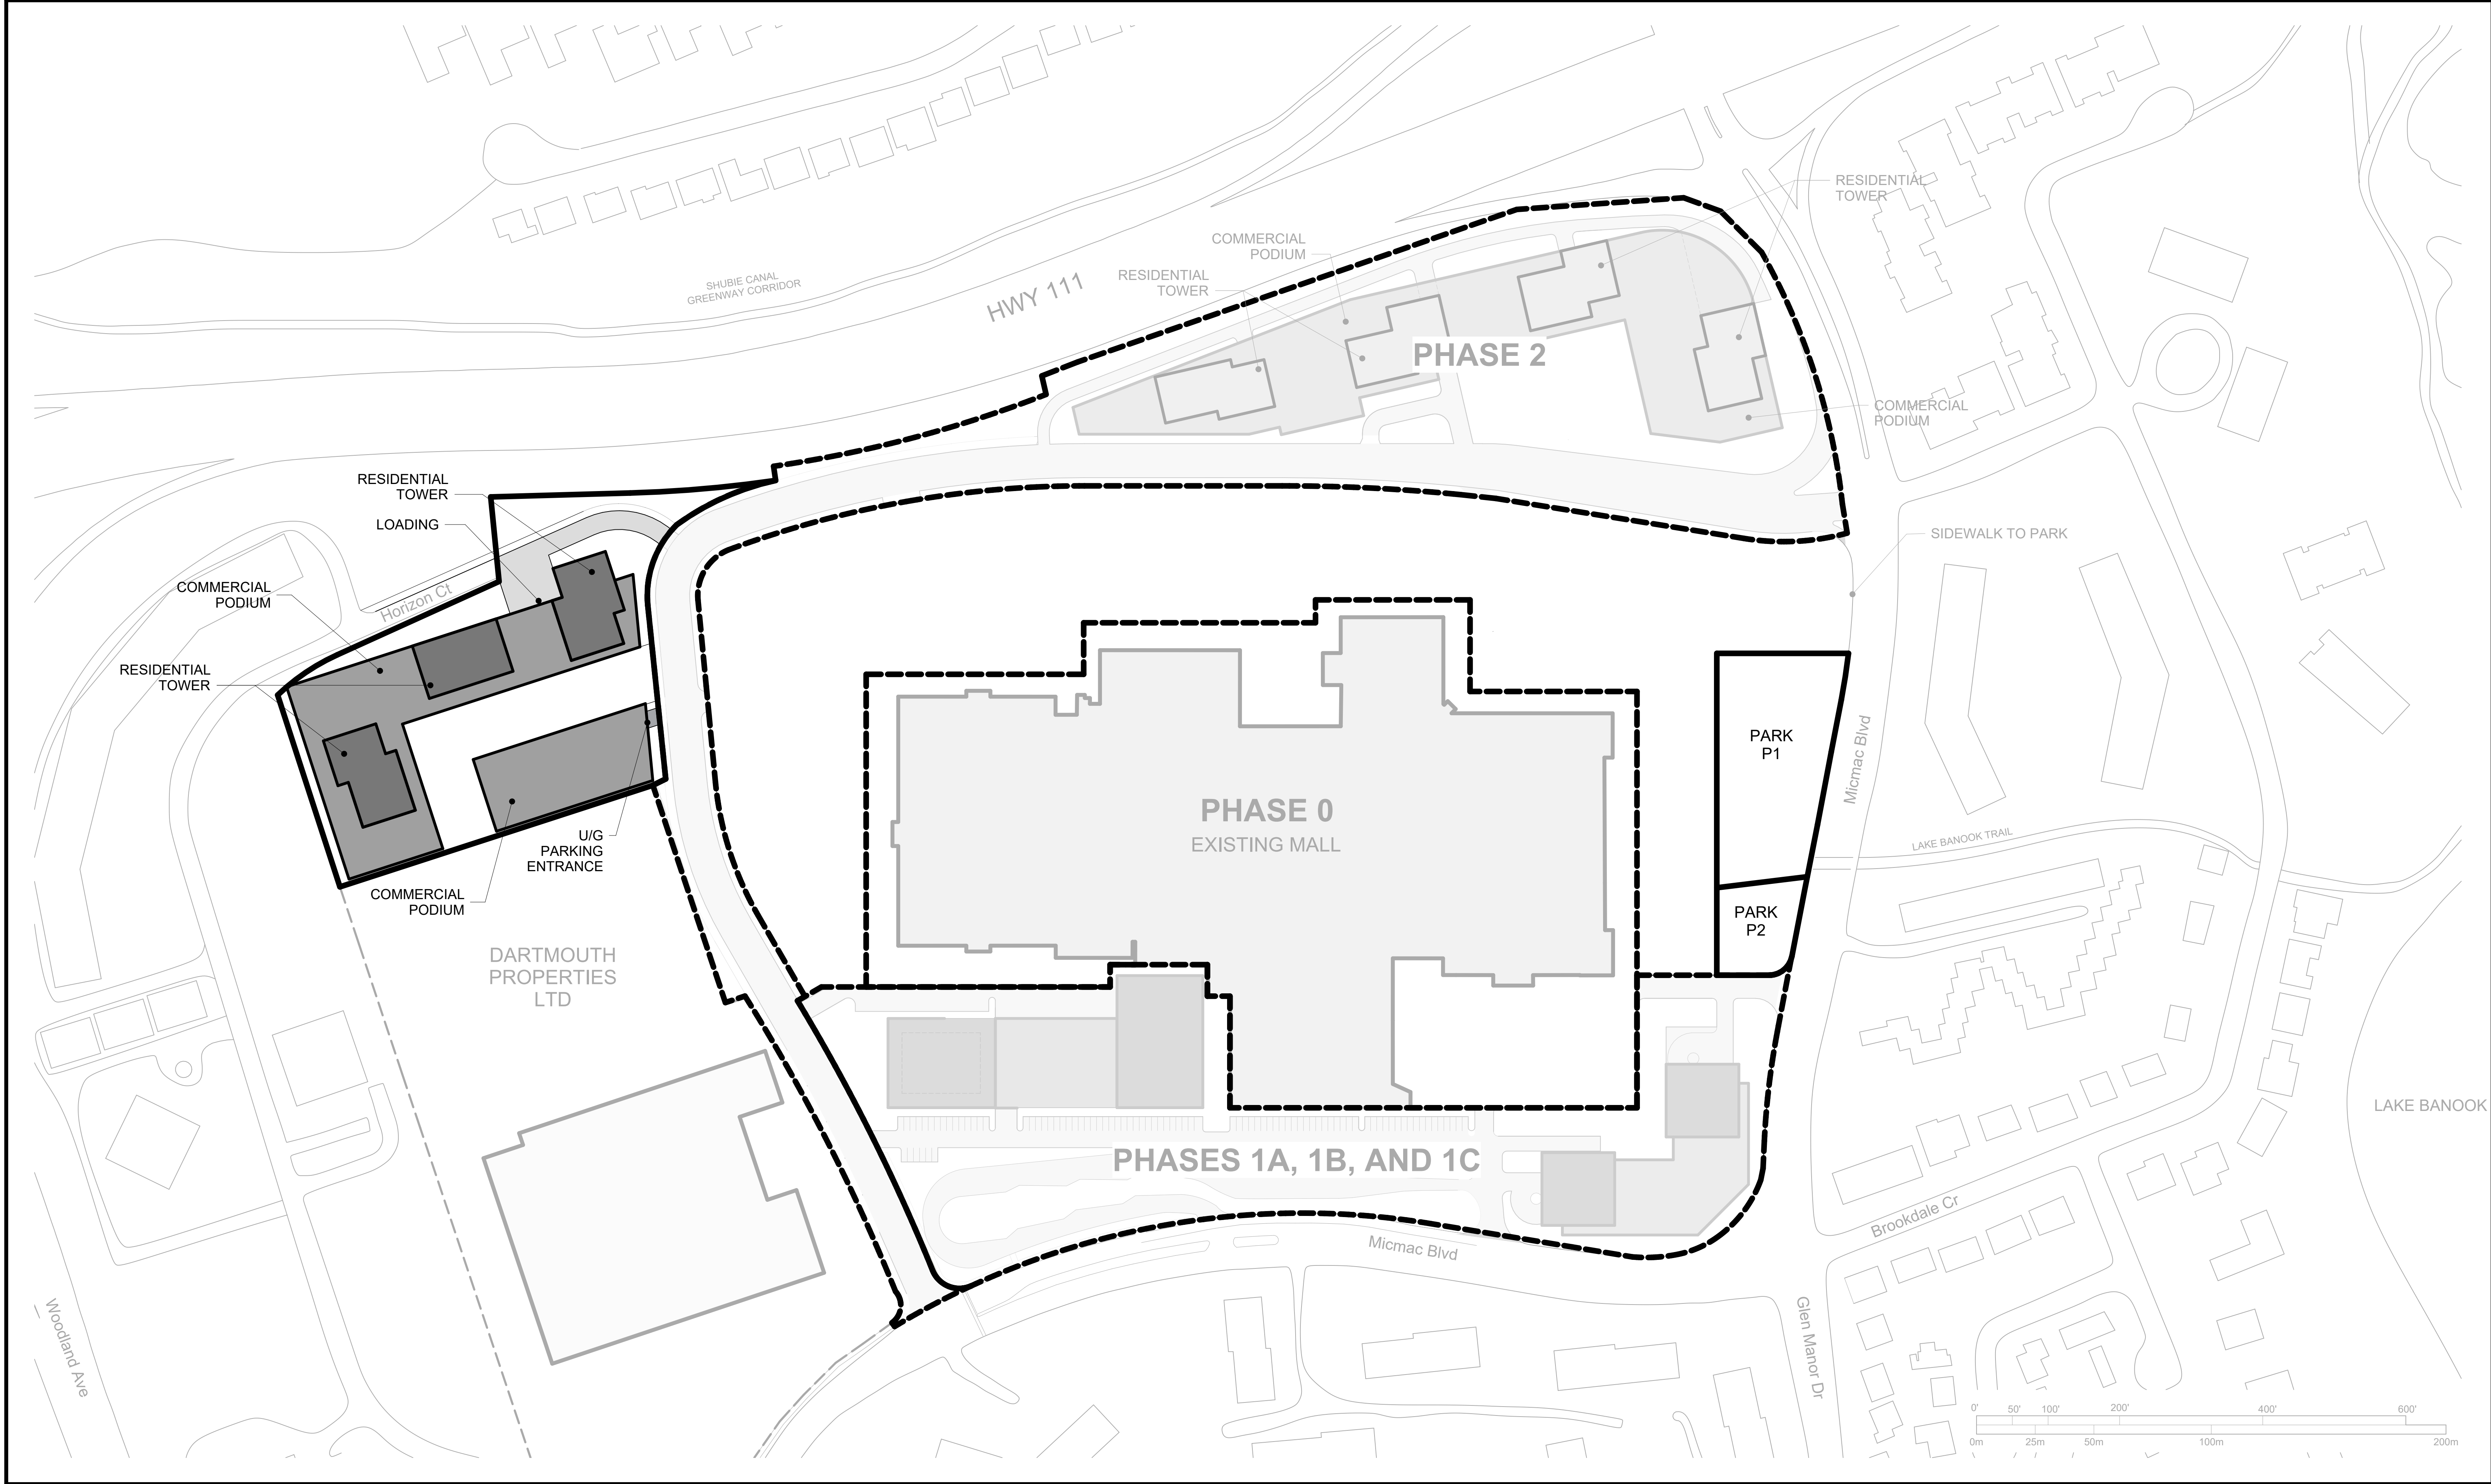 SHUBIE CANAL
GREENWAY CORRIDOR
HWY 111
COMMERCIAL
PODIUM
RESIDENTIAL
TOWER
RESIDENTIAL
TOWER
PHASE 2
COMMERCIAL
PODIUM
RESIDENTIAL
TOWER
LOADING
COMMERCIAL
PODIUM
Horizon Ct
RESIDENTIAL
TOWER
SIDEWALK TO PARK
PARK
P1
Micmac Blvd
PHASE 0
EXISTING MALL
U/G
PARKING
ENTRANCE
LAKE BANOOK TRAIL
COMMERCIAL
PODIUM
PARK
P2
DARTMOUTH
PROPERTIES
LTD
LAKE BANOOK
PHASES 1A, 1B, AND 1C
Brookdale Cr
Micmac Blvd
Woodland Ave
Glen Manor Dr
0' 50' 100' 200' 400' 600'
0m 25m 50m 100m 200m